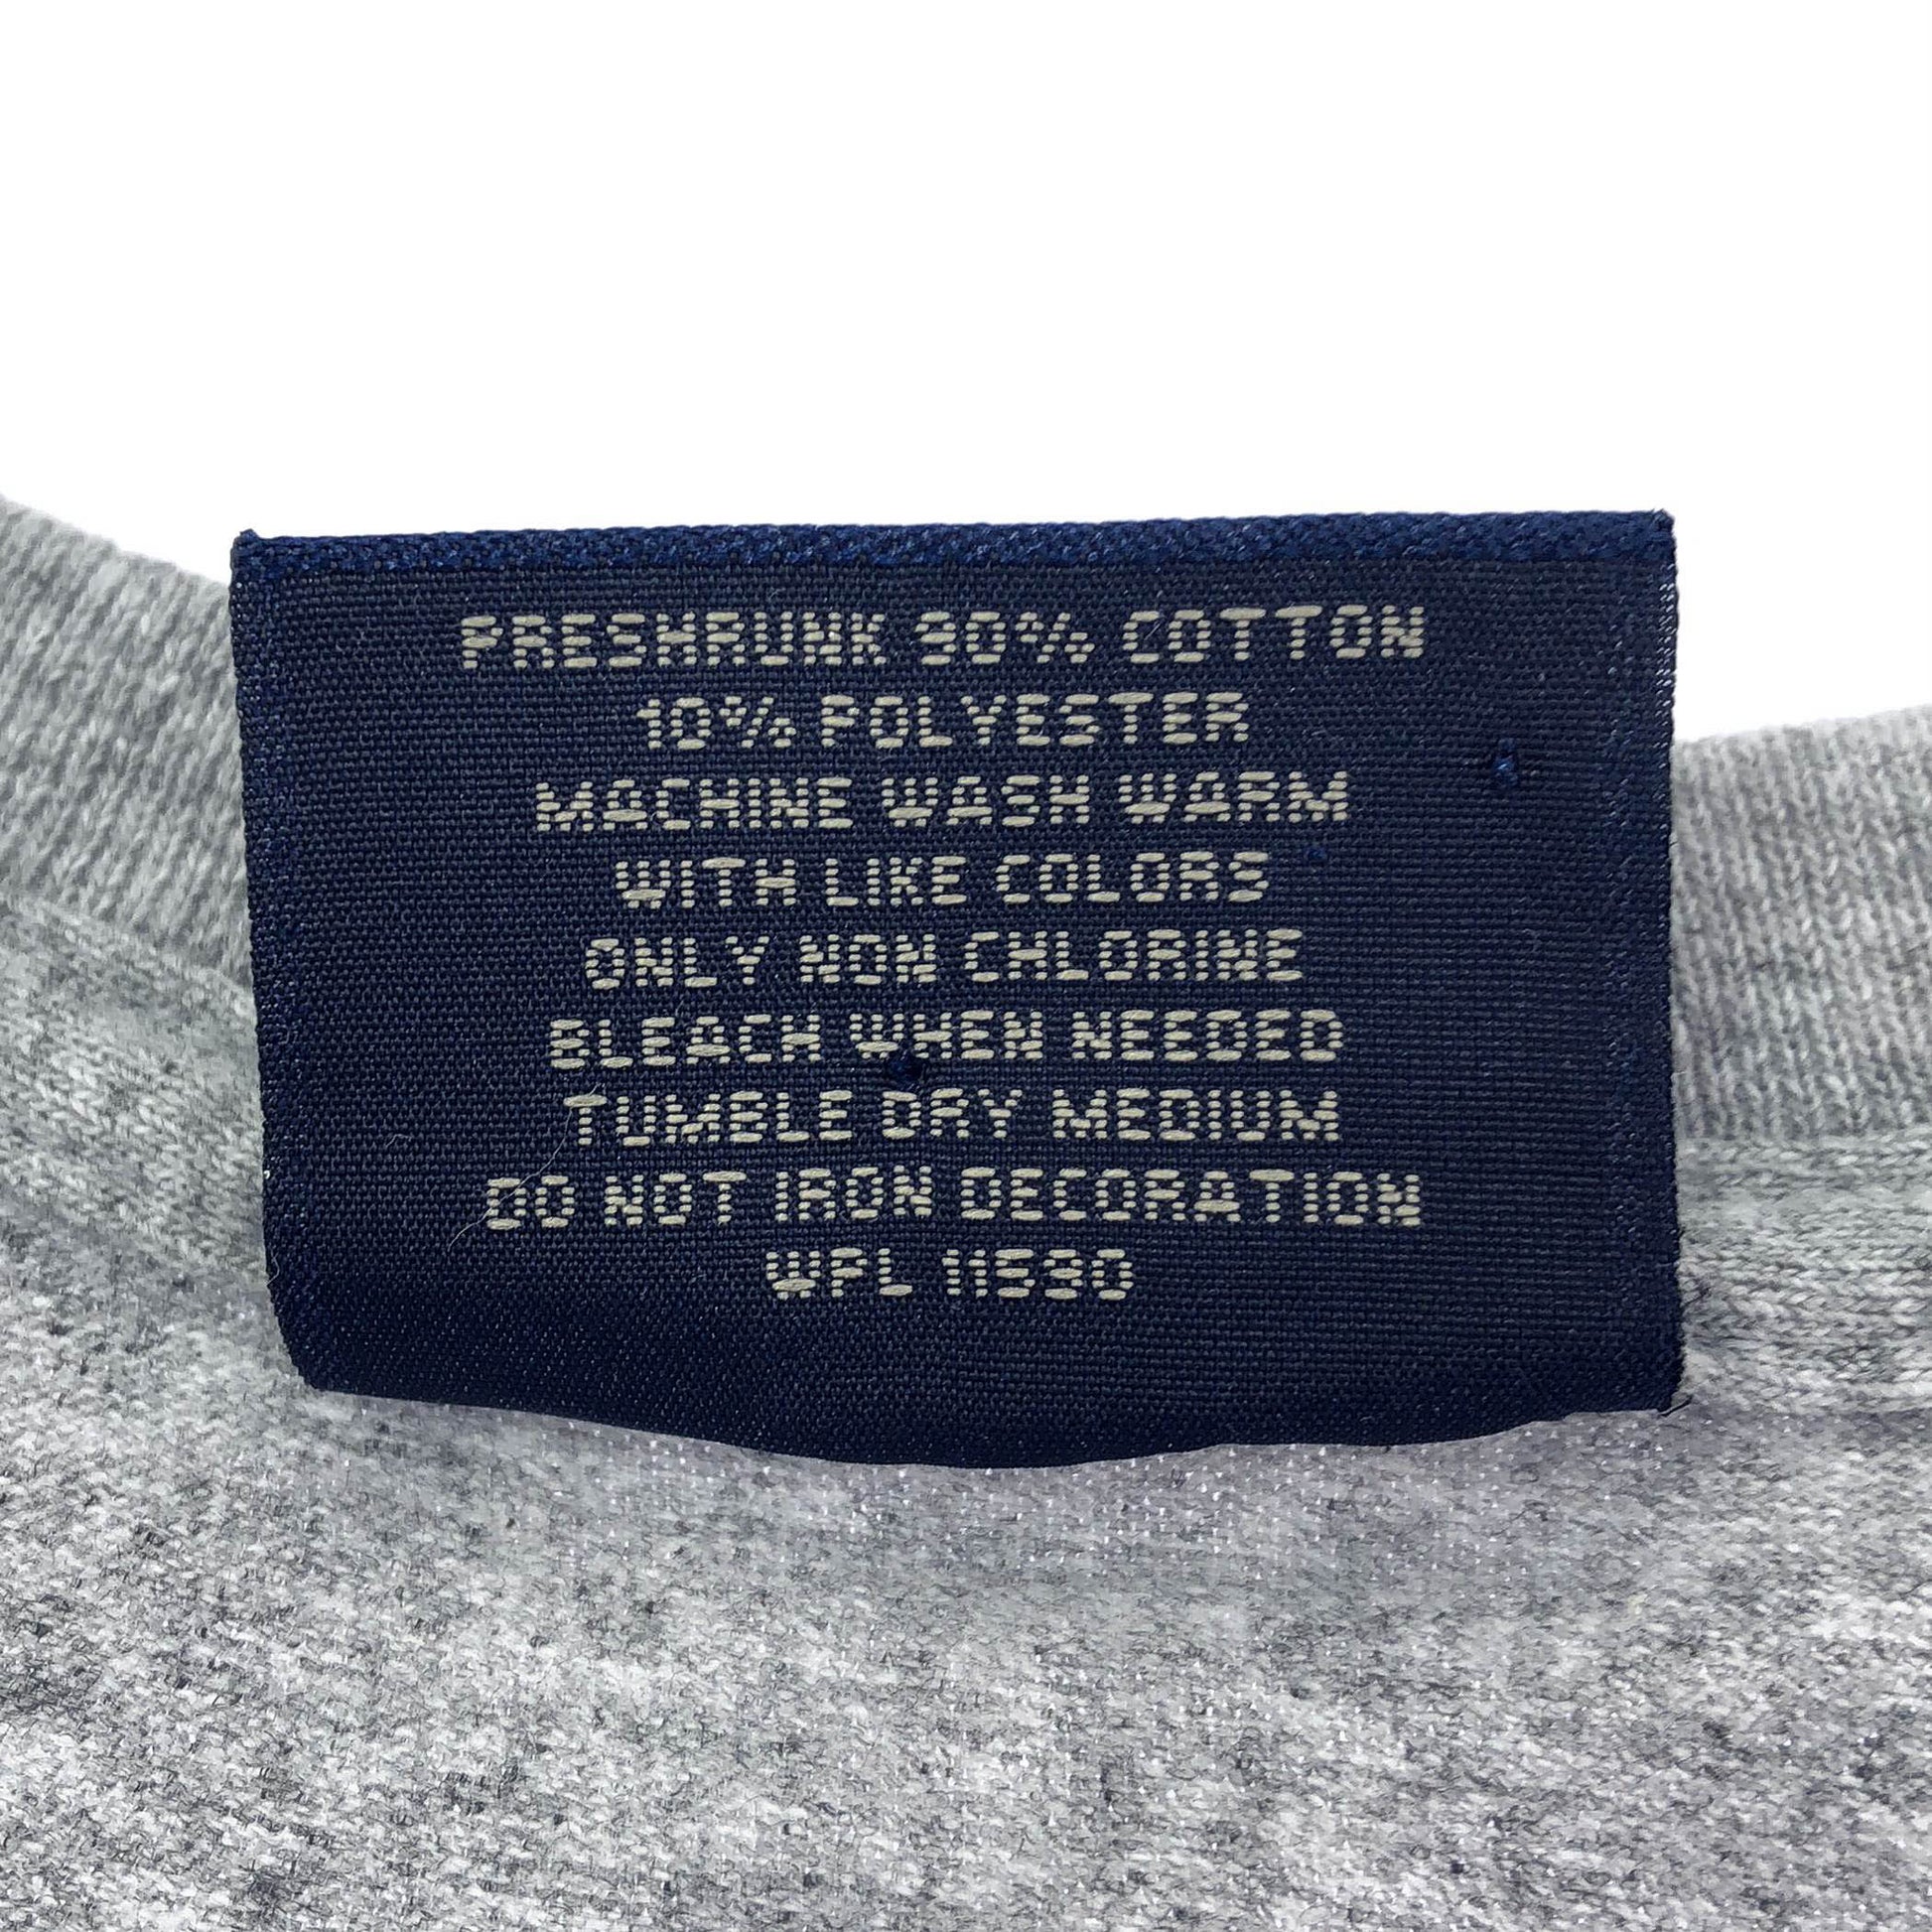 PRESHRUNK 90% COTTON
10% POLYESTER
MACHINE WASH WARM
WITH LIKE COLORS
ONLY NON CHLORINE
BLEACH WHEN NEEDED
TUMBLE DRY MEDIUM
DO NOT IRON DECORATION
WPL 11530